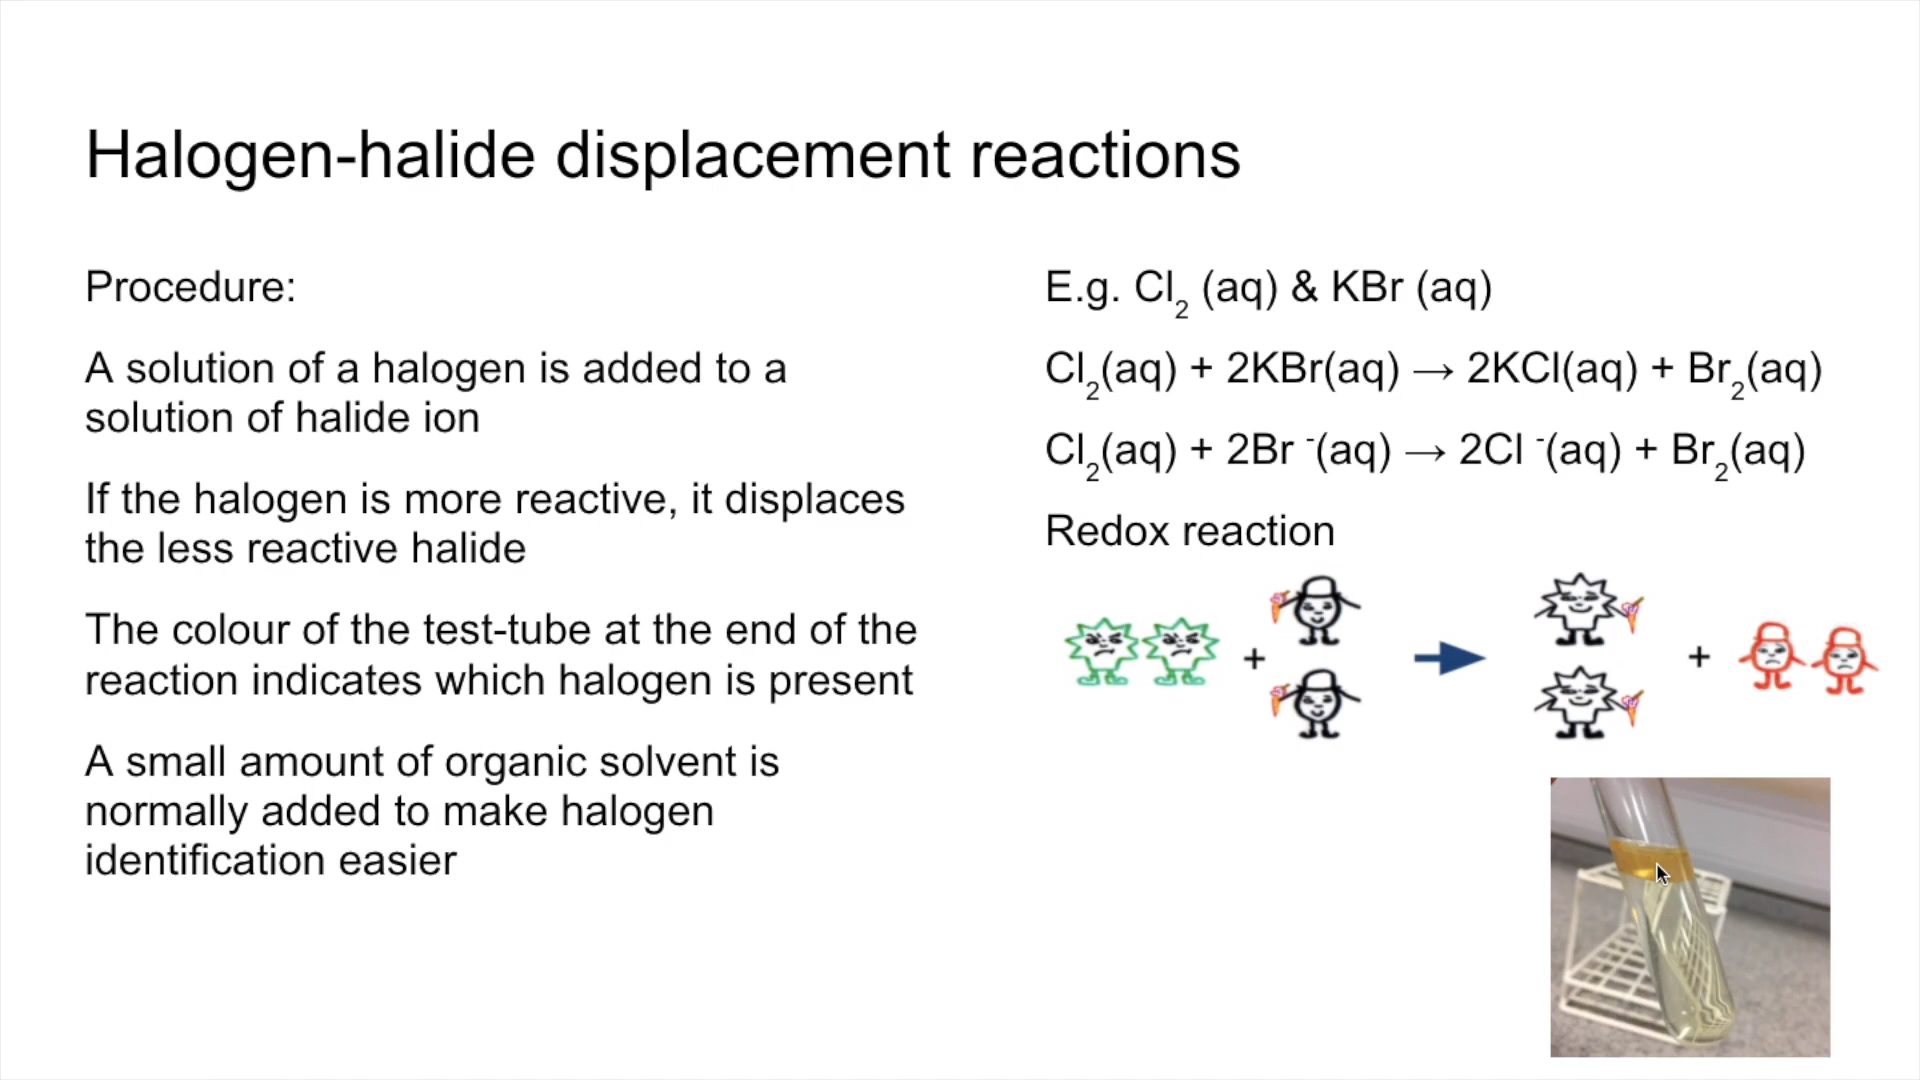 Halogen-halide displacement reactions
Procedure:
A solution of a halogen is added to a
solution of halide ion
If the halogen is more reactive, it displaces
the less reactive halide
The colour of the test-tube at the end of the
reaction indicates which halogen is present
A small amount of organic solvent is
normally added to make halogen
identification easier
E.g. Cl₂ (aq) & KBr (aq)
Cl₂(aq) + 2KBr(aq) → 2KCl(aq) + Br₂(aq)
Cl₂(aq) + 2Br ⁻(aq) → 2Cl ⁻(aq) + Br₂(aq)
Redox reaction
+ +